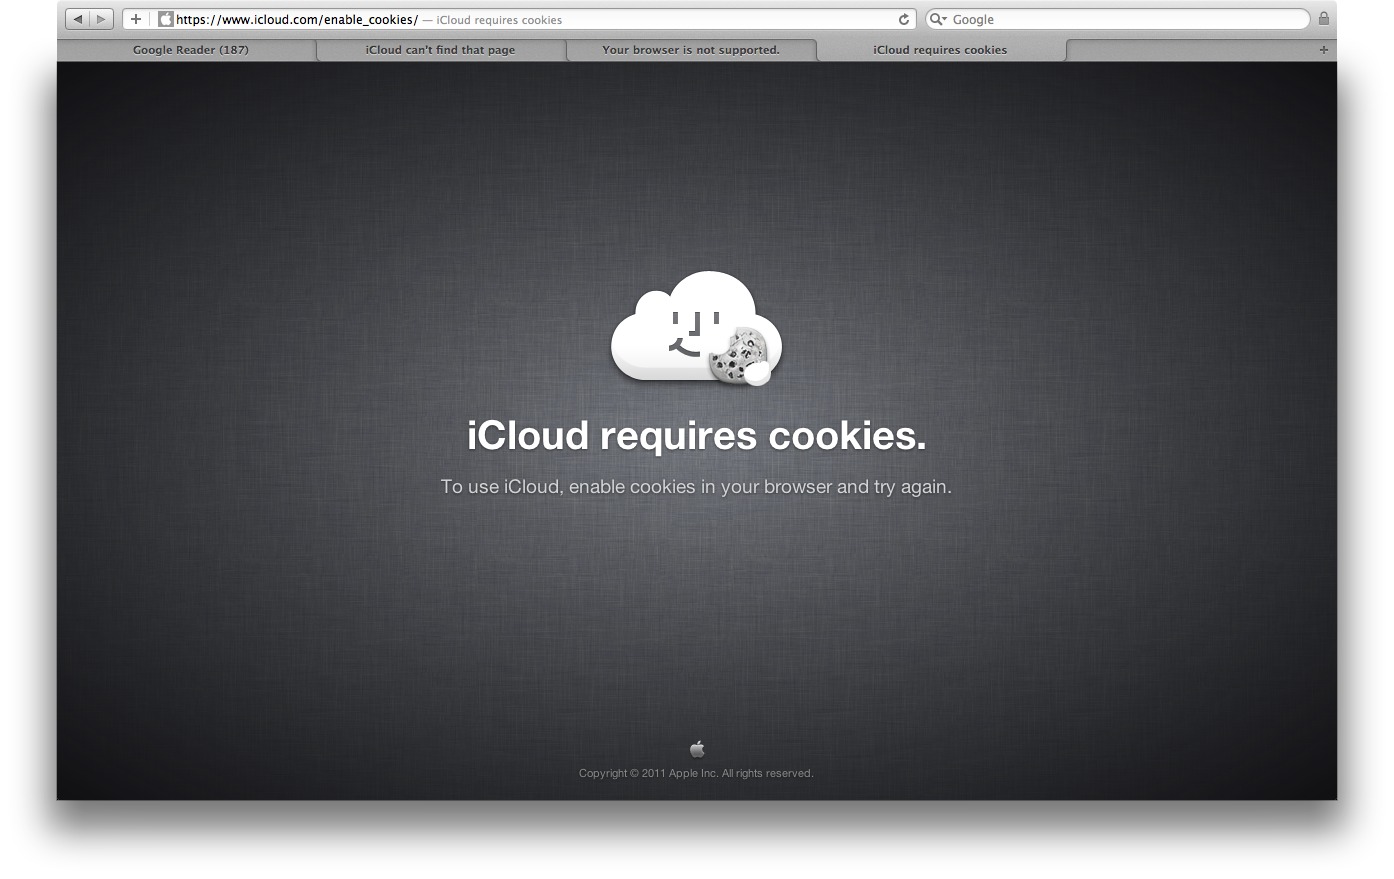 https://www.icloud.com/enable_cookies/ — iCloud requires cookies
Google
Google Reader (187)
iCloud can't find that page
Your browser is not supported.
iCloud requires cookies
iCloud requires cookies.
To use iCloud, enable cookies in your browser and try again.
Copyright © 2011 Apple Inc. All rights reserved.